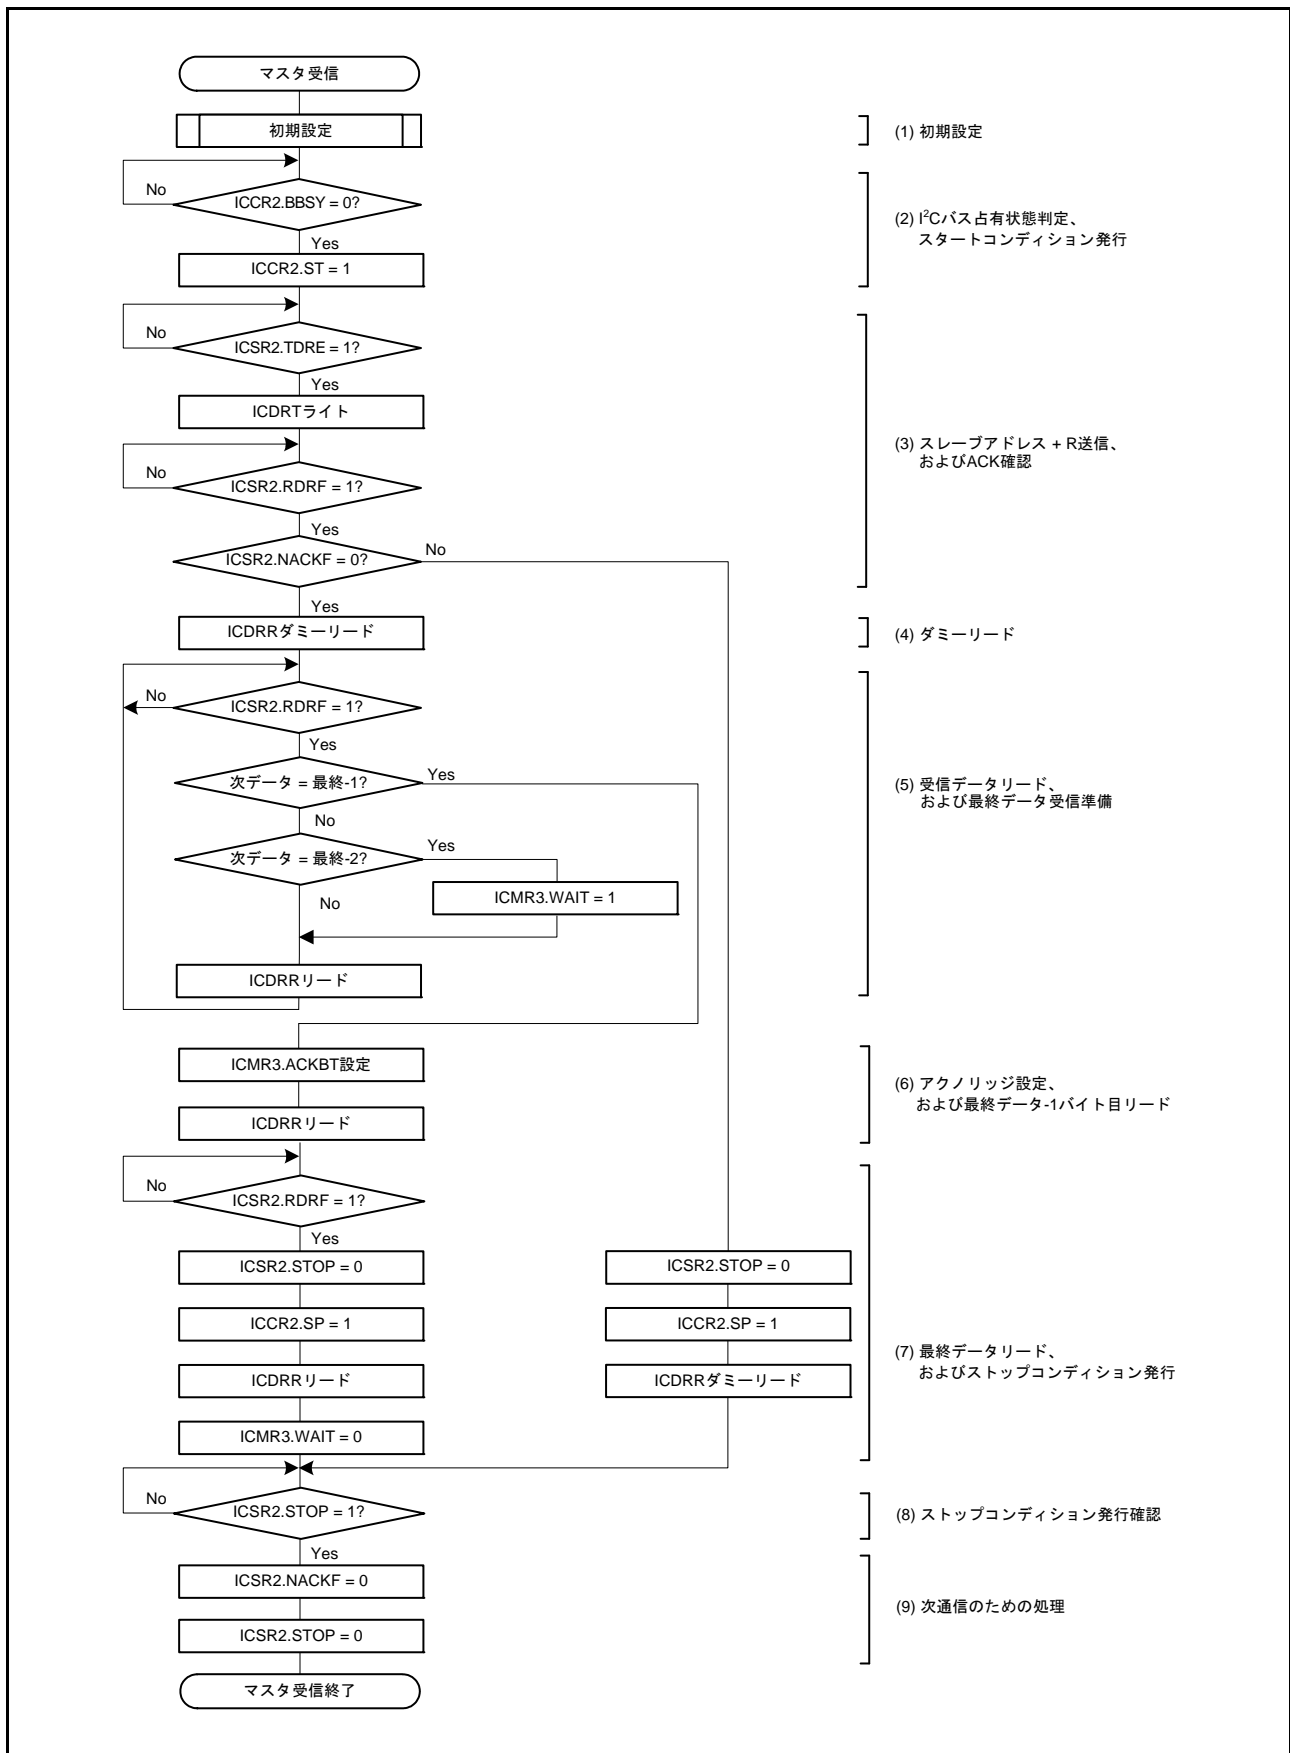 マスタ受信
初期設定
(1) 初期設定
No
ICCR2.BBSY = 0?
Yes
ICCR2.ST = 1
(2) I²Cバス占有状態判定、
スタートコンディション発行
No
ICSR2.TDRE = 1?
Yes
ICDRTライト
No
ICSR2.RDRF = 1?
Yes
ICSR2.NACKF = 0?
No
Yes
(3) スレーブアドレス + R送信、
およびACK確認
ICDRRダミーリード
(4) ダミーリード
No
ICSR2.RDRF = 1?
Yes
次データ = 最終-1?
Yes
No
次データ = 最終-2?
Yes
ICMR3.WAIT = 1
No
ICDRRリード
(5) 受信データリード、
および最終データ受信準備
ICMR3.ACKBT設定
ICDRRリード
(6) アクノリッジ設定、
および最終データ-1バイト目リード
No
ICSR2.RDRF = 1?
Yes
ICSR2.STOP = 0
ICCR2.SP = 1
ICDRRリード
ICMR3.WAIT = 0
ICSR2.STOP = 0
ICCR2.SP = 1
ICDRRダミーリード
(7) 最終データリード、
およびストップコンディション発行
No
ICSR2.STOP = 1?
Yes
(8) ストップコンディション発行確認
ICSR2.NACKF = 0
ICSR2.STOP = 0
(9) 次通信のための処理
マスタ受信終了